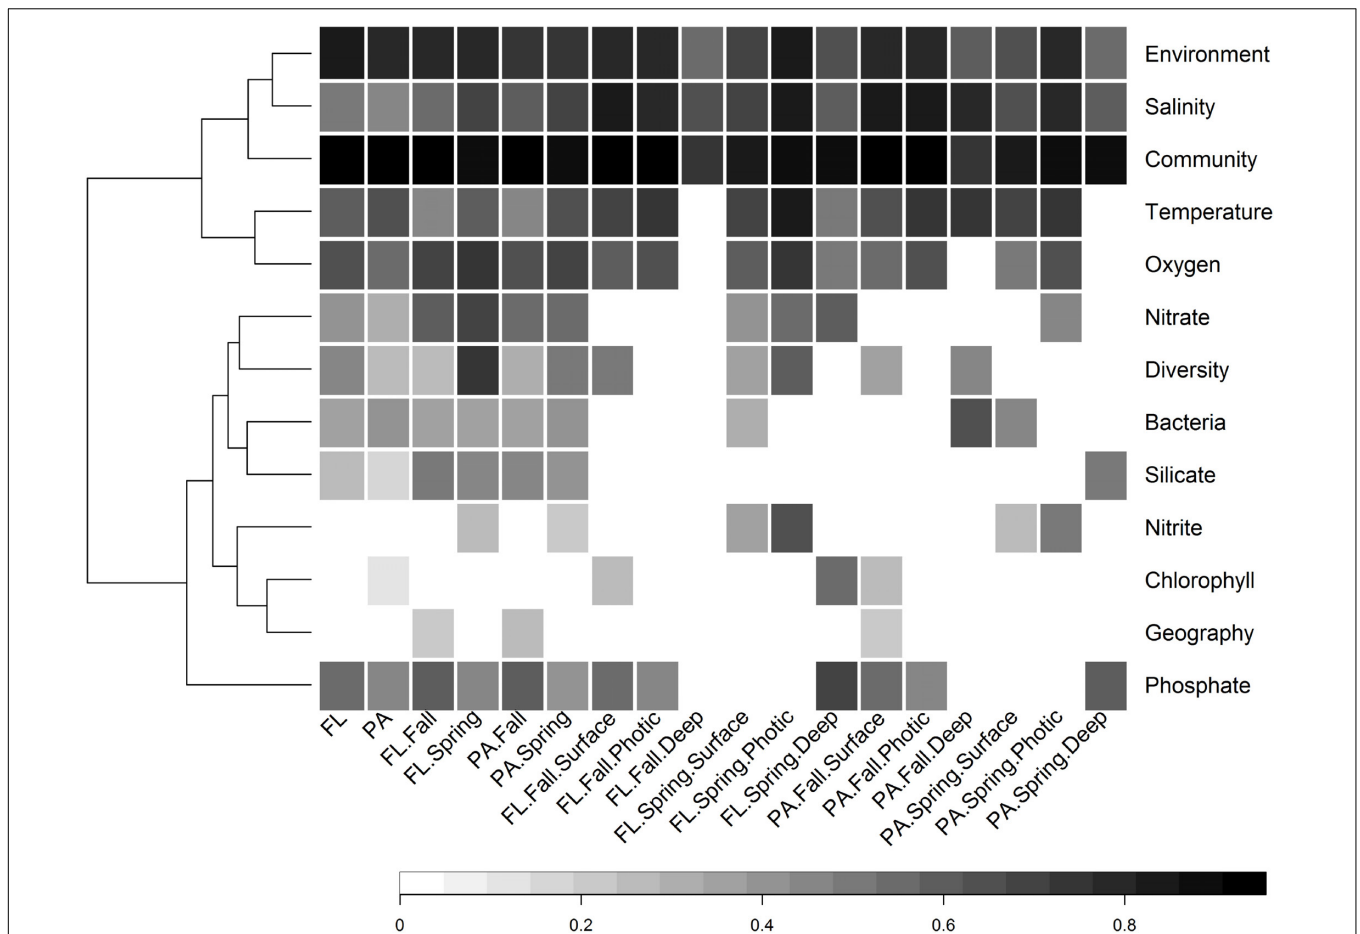 Environment
Salinity
Community
Temperature
Oxygen
Nitrate
Diversity
Bacteria
Silicate
Nitrite
Chlorophyll
Geography
Phosphate
FL
PA
FL.Fall
FL.Spring
PA.Fall
PA.Spring
FL.Fall.Surface
FL.Fall.Photic
FL.Fall.Deep
FL.Spring.Surface
FL.Spring.Photic
FL.Spring.Deep
PA.Fall.Surface
PA.Fall.Photic
PA.Fall.Deep
PA.Spring.Surface
PA.Spring.Photic
PA.Spring.Deep
0 0.2 0.4 0.6 0.8